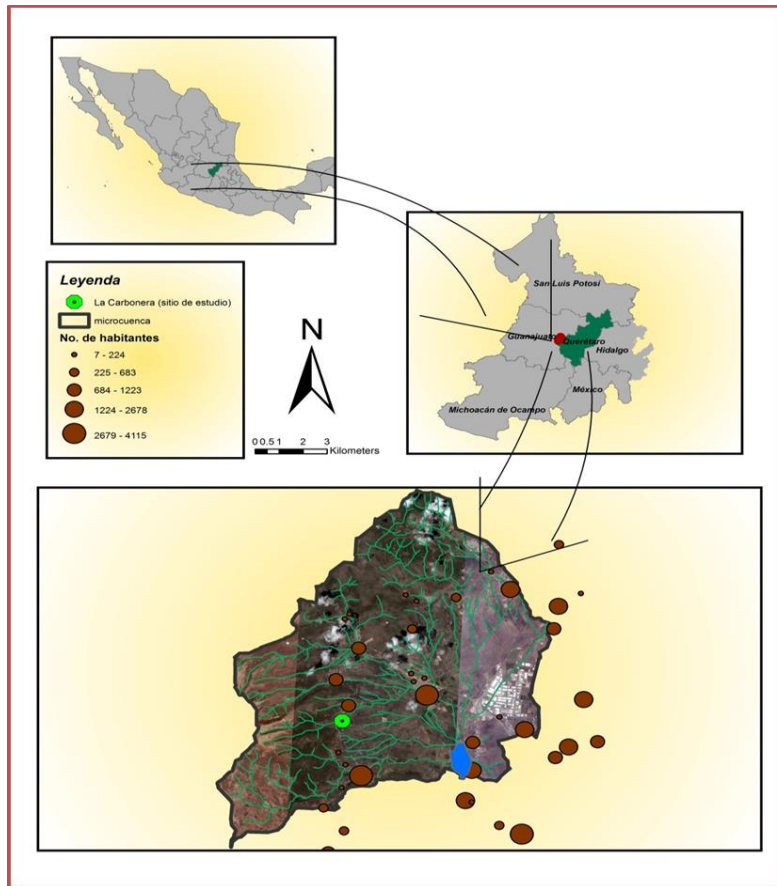 San Luis Potosí
Guanajuato
Querétaro
Hidalgo
México
Michoacán de Ocampo
Leyenda
La Carbonera (sitio de estudio)
microcuenca
No. de habitantes
7 - 224
225 - 683
684 - 1223
1224 - 2678
2679 - 4115
N
0 0.5 1 2 3
Kilometers